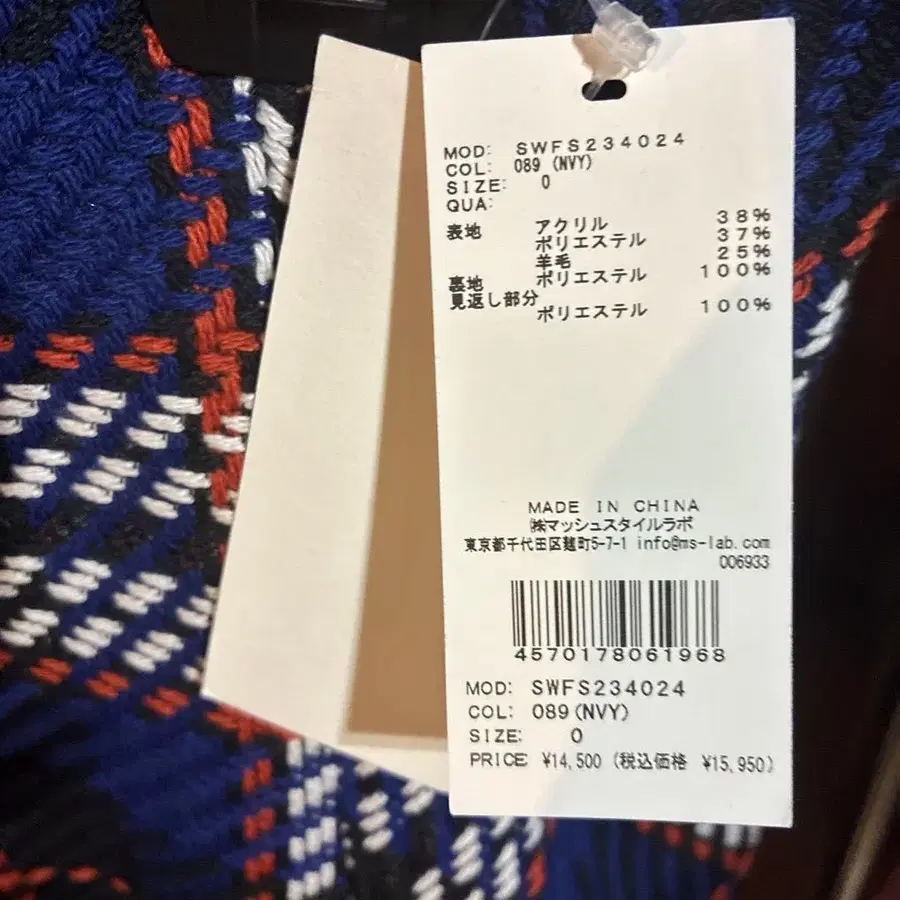 MOD: SWFS234024
COL: 089 (NVY)
SIZE: 0
QUA:
表地 アクリル 38%
ポリエステル 37%
羊毛 25%
裏地 ポリエステル 100%
見返し部分
ポリエステル 100%
MADE IN CHINA
㈱マッシュスタイルラボ
東京都千代田区麹町5-7-1 info@ms-lab.com
006933
4570178061968
MOD: SWFS234024
COL: 089(NVY)
SIZE: 0
PRICE: ¥14,500 (税込価格 ¥15,950)